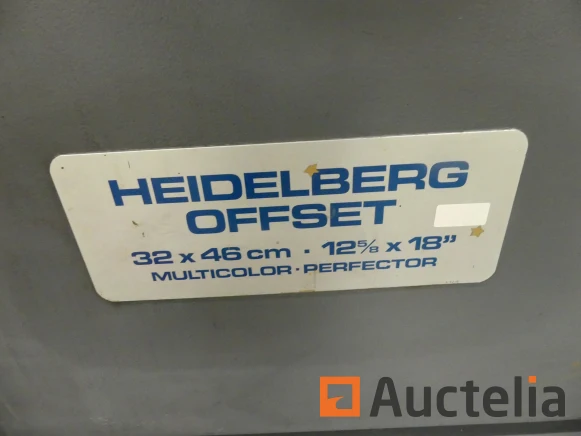 HEIDELBERG
OFFSET
32 x 46 cm · 12⅝ x 18”
MULTICOLOR · PERFECTOR
Auctelia